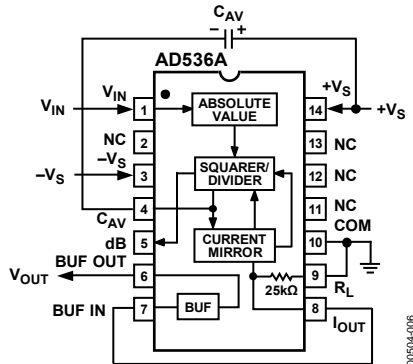 CAV
− +
AD536A
VIN
VIN
1
ABSOLUTE
VALUE
14
+VS
+VS
NC
2
13
NC
−VS
−VS
3
SQUARER/
DIVIDER
12
NC
CAV
4
11
NC
dB
5
CURRENT
MIRROR
10
COM
BUF OUT
VOUT
6
25kΩ
9
RL
BUF IN
7
BUF
8
IOUT
00504-006